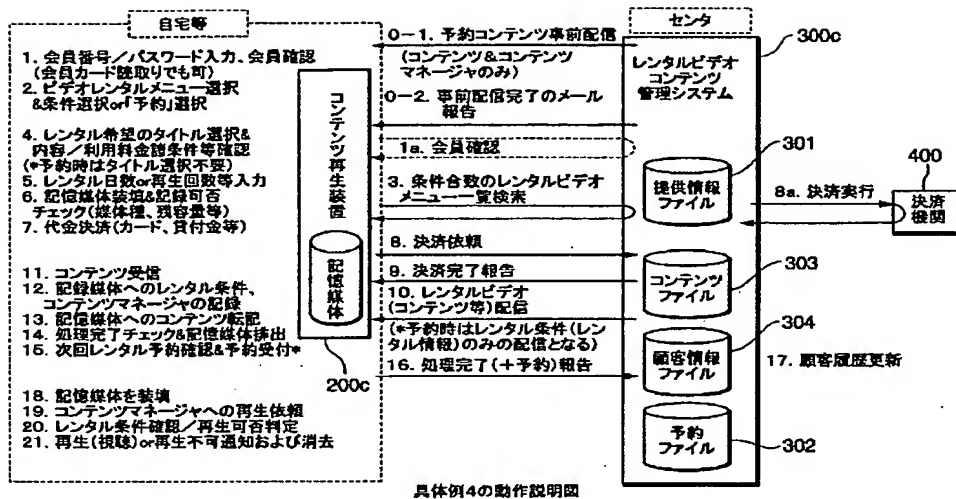 自宅等
1. 会員番号／パスワード入力、会員確認
(会員カード読取りでも可)
2. ビデオレンタルメニュー選択
&条件選択or「予約」選択
4. レンタル希望のタイトル選択&
内容／利用料金諸条件等確認
(*予約時はタイトル選択不要)
5. レンタル日数or再生回数等入力
6. 記憶媒体装填&記録可否
チェック(媒体種、残容量等)
7. 代金決済(カード、貸付金等)
11. コンテンツ受信
12. 記録媒体へのレンタル条件、
コンテンツマネージャの記録
13. 記憶媒体へのコンテンツ転記
14. 処理完了チェック&記憶媒体排出
15. 次回レンタル予約確認&予約受付*
18. 記憶媒体を装填
19. コンテンツマネージャへの再生依頼
20. レンタル条件確認／再生可否判定
21. 再生(視聴)or再生不可通知および消去
コンテンツ再生装置
記憶媒体
200c
0-1. 予約コンテンツ事前配信
(コンテンツ&コンテンツ
マネージャのみ)
0-2. 事前配信完了のメール
報告
1a. 会員確認
3. 条件合致のレンタルビデオ
メニュー一覧検索
8. 決済依頼
9. 決済完了報告
10. レンタルビデオ
(コンテンツ等)配信
(*予約時はレンタル条件(レン
タル情報)のみの配信となる)
16. 処理完了(+予約)報告
センタ
300c
レンタルビデオ
コンテンツ
管理システム
301
提供情報
ファイル
303
コンテンツ
ファイル
304
顧客情報
ファイル
17. 顧客履歴更新
予約
ファイル
302
8a. 決済実行
400
決済
機関
具体例4の動作説明図